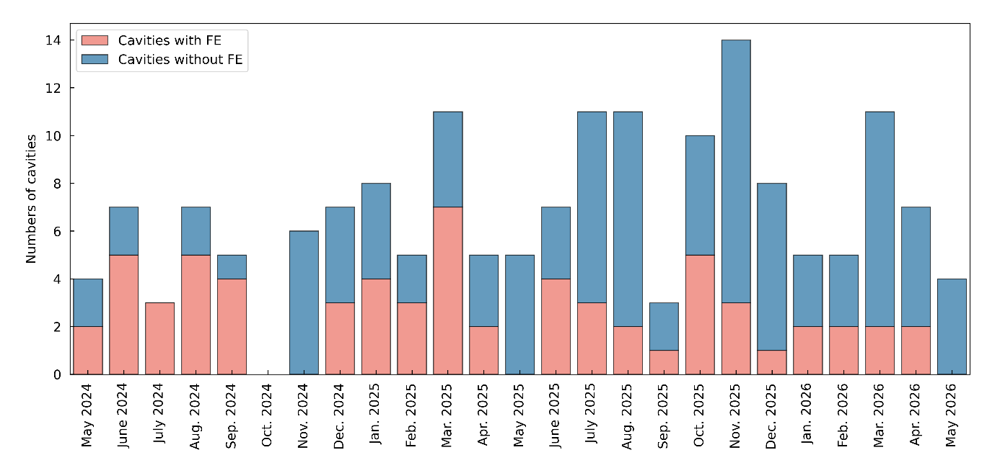 Cavities with FE
Cavities without FE
Numbers of cavities
14
12
10
8
6
4
2
0
May 2024
June 2024
July 2024
Aug. 2024
Sep. 2024
Oct. 2024
Nov. 2024
Dec. 2024
Jan. 2025
Feb. 2025
Mar. 2025
Apr. 2025
May 2025
June 2025
July 2025
Aug. 2025
Sep. 2025
Oct. 2025
Nov. 2025
Dec. 2025
Jan. 2026
Feb. 2026
Mar. 2026
Apr. 2026
May 2026